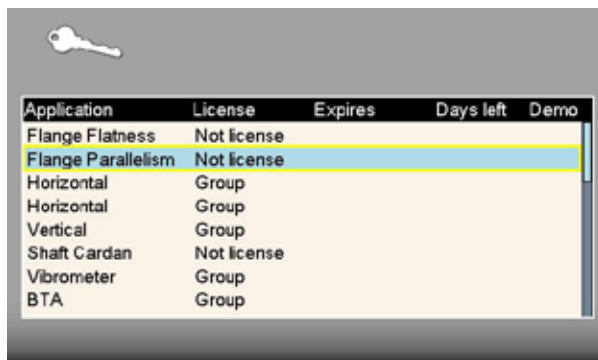 Application License Expires Days left Demo
Flange Flatness Not license
Flange Parallelism Not license
Horizontal Group
Horizontal Group
Vertical Group
Shaft Cardan Not license
Vibrometer Group
BTA Group